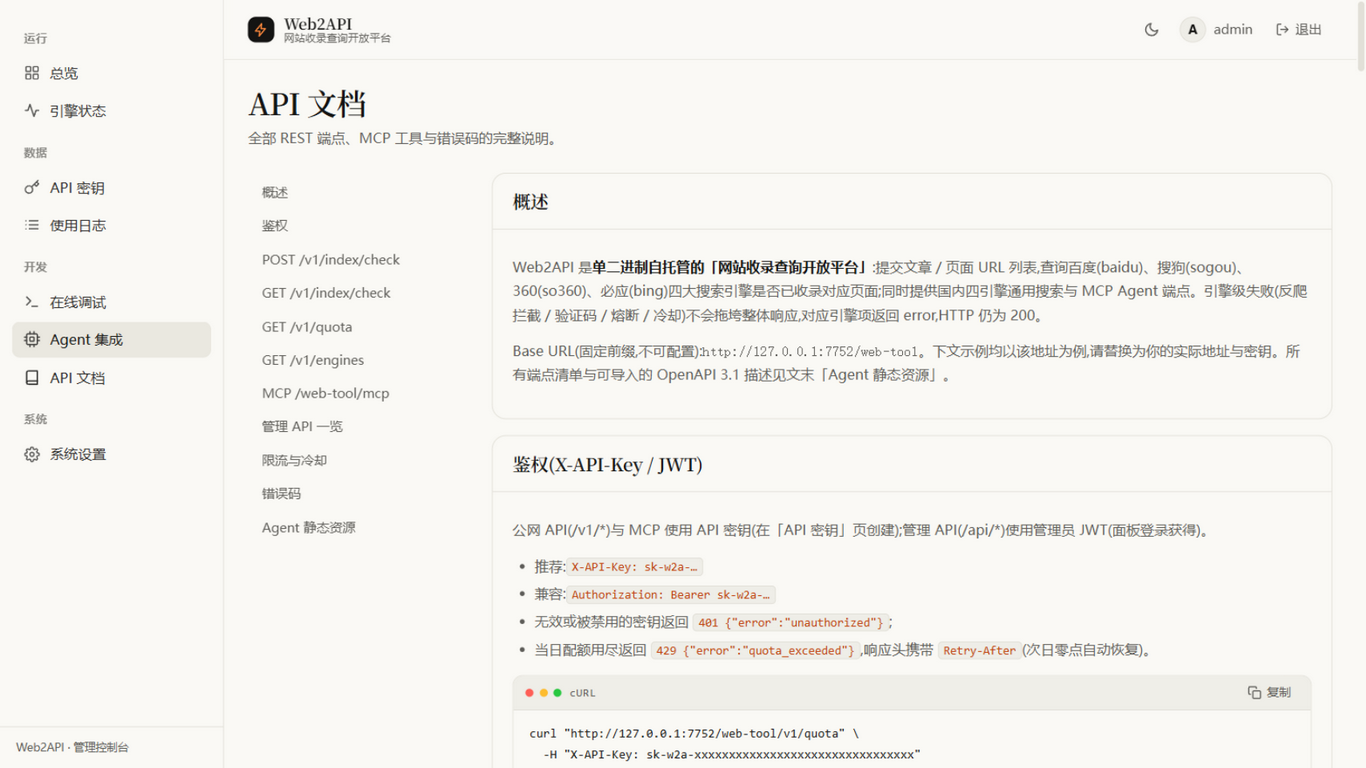 运行
总览
引擎状态
数据
API 密钥
使用日志
开发
在线调试
Agent 集成
API 文档
系统
系统设置
Web2API · 管理控制台
Web2API
网站收录查询开放平台
A admin
退出
API 文档
全部 REST 端点、MCP 工具与错误码的完整说明。
概述
鉴权
POST /v1/index/check
GET /v1/index/check
GET /v1/quota
GET /v1/engines
MCP /web-tool/mcp
管理 API 一览
限流与冷却
错误码
Agent 静态资源
概述
Web2API 是单二进制自托管的「网站收录查询开放平台」:提交文章 / 页面 URL 列表,查询百度(baidu)、搜狗(sogou)、
360(so360)、必应(bing)四大搜索引擎是否已收录对应页面;同时提供国内四引擎通用搜索与 MCP Agent 端点。引擎级失败(反爬
拦截 / 验证码 / 熔断 / 冷却)不会拖垮整体响应,对应引擎项返回 error,HTTP 仍为 200。
Base URL(固定前缀,不可配置):http://127.0.0.1:7752/web-tool。下文示例均以该地址为例,请替换为你的实际地址与密钥。所
有端点清单与可导入的 OpenAPI 3.1 描述见文末「Agent 静态资源」。
鉴权(X-API-Key / JWT)
公网 API(/v1/*)与 MCP 使用 API 密钥(在「API 密钥」页创建);管理 API(/api/*)使用管理员 JWT(面板登录获得)。
推荐: X-API-Key: sk-w2a-…
兼容: Authorization: Bearer sk-w2a-…
无效或被禁用的密钥返回 401 {"error":"unauthorized"};
当日配额用尽返回 429 {"error":"quota_exceeded"},响应头携带 Retry-After(次日零点自动恢复)。
cURL
复制
curl "http://127.0.0.1:7752/web-tool/v1/quota" \
-H "X-API-Key: sk-w2a-xxxxxxxxxxxxxxxxxxxxxxxxxxxxxxxx"